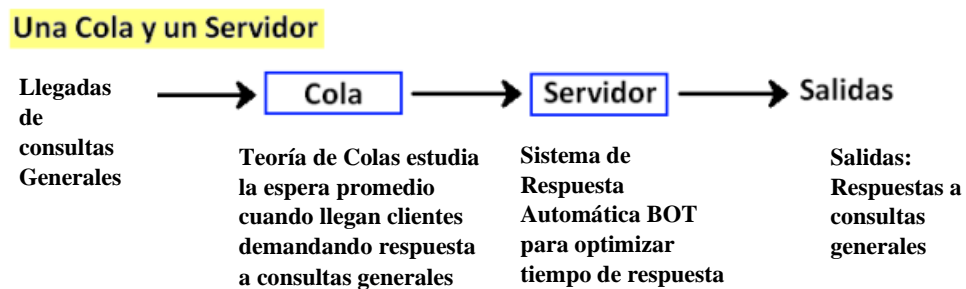 Una Cola y un Servidor
Llegadas
de
consultas
Generales
Cola
Servidor
Salidas
Teoría de Colas estudia
la espera promedio
cuando llegan clientes
demandando respuesta
a consultas generales
Sistema de
Respuesta
Automática BOT
para optimizar
tiempo de respuesta
Salidas:
Respuestas a
consultas
generales